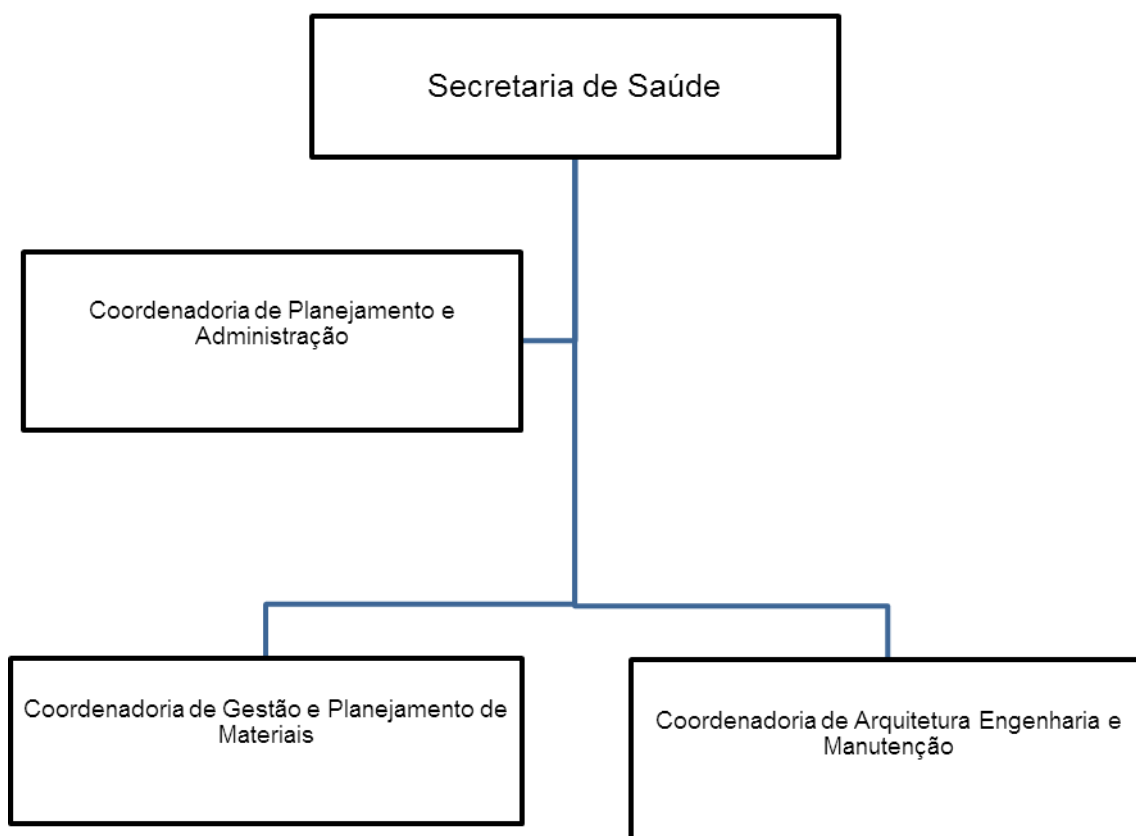 Secretaria de Saúde
Coordenadoria de Planejamento e
Administração
Coordenadoria de Gestão e Planejamento de
Materiais
Coordenadoria de Arquitetura Engenharia e
Manutenção